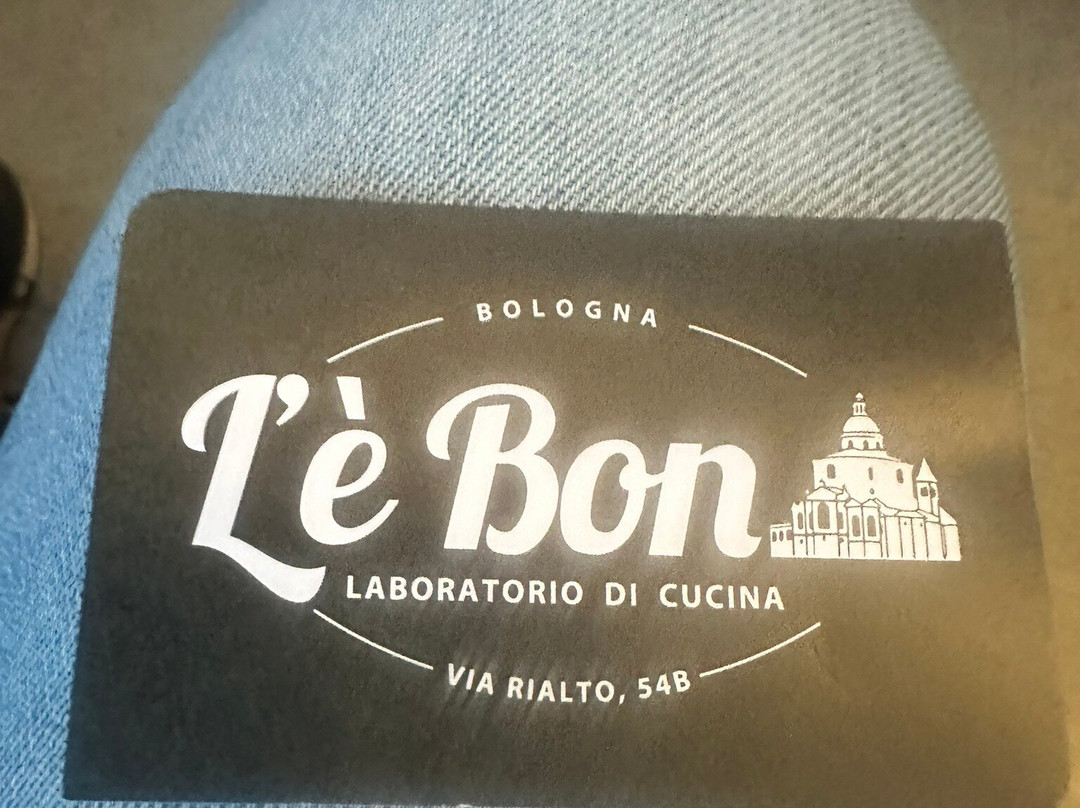 BOLOGNA
L'è Bon
LABORATORIO DI CUCINA
VIA RIALTO, 54B